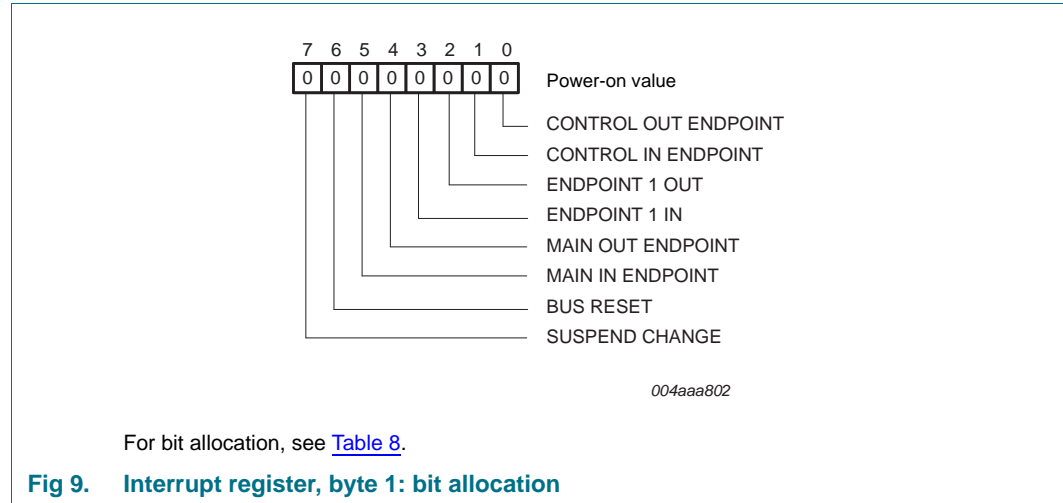 7 6 5 4 3 2 1 0
0 0 0 0 0 0 0 0 Power-on value
CONTROL OUT ENDPOINT
CONTROL IN ENDPOINT
ENDPOINT 1 OUT
ENDPOINT 1 IN
MAIN OUT ENDPOINT
MAIN IN ENDPOINT
BUS RESET
SUSPEND CHANGE
004aaa802
For bit allocation, see Table 8.
Fig 9. Interrupt register, byte 1: bit allocation